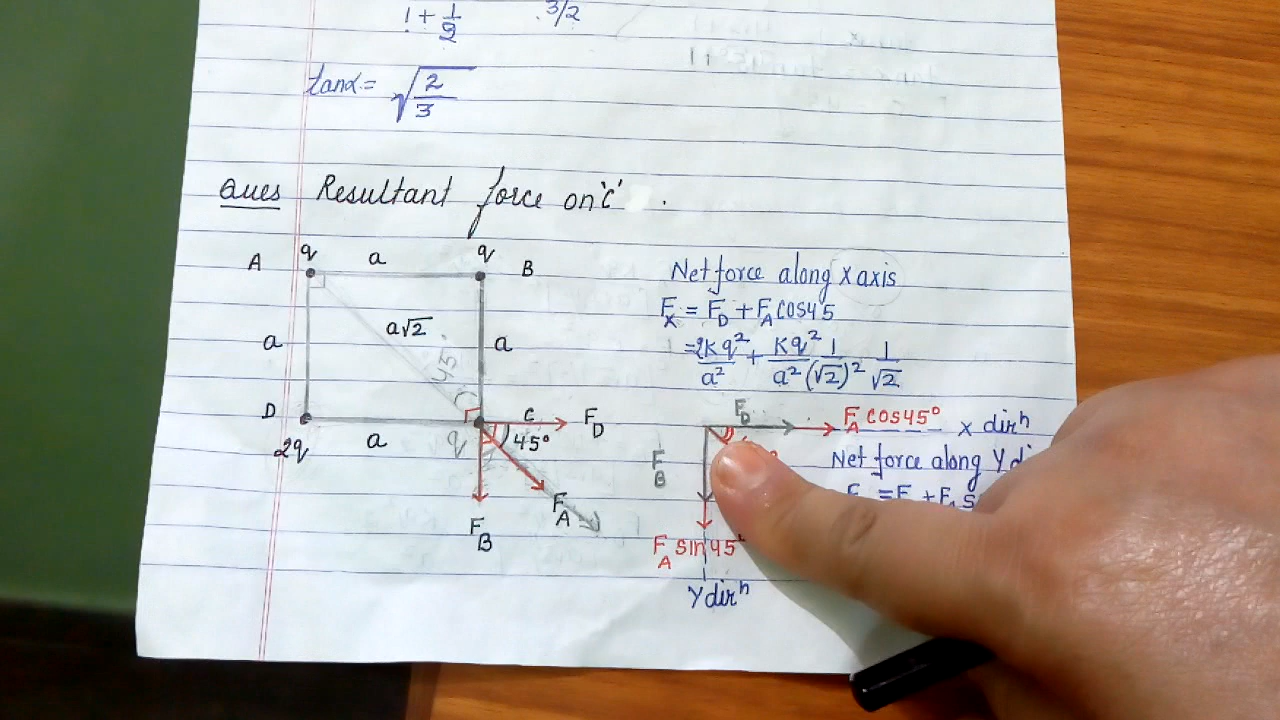 1 + 1/2 3/2
tanα = √2/3
Ques Resultant force on 'C' .
A q a q B
a a√2 45° a
D 2q a q C F_D
45°
F_A
F_B
Net force along x axis
F_x = F_D + F_A cos45
= 2Kq²/a² + Kq²/a² 1/(√2)² 1/√2
F_D F_A cos45° x dirⁿ
F_B
F_A sin45°
Y dirⁿ
Net force along Y